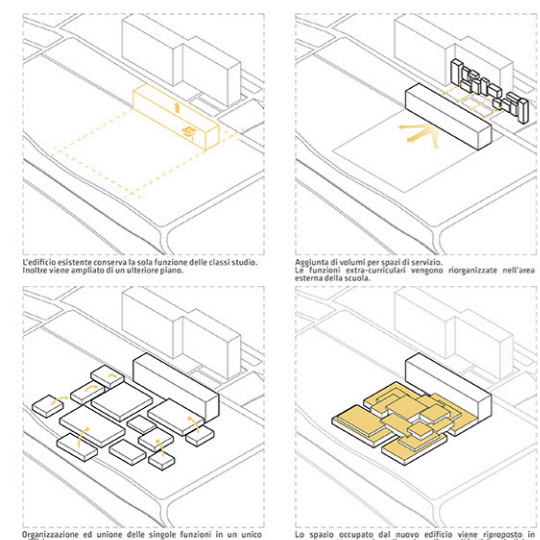 L'edificio esistente conserva la sola funzione delle classi studio.
Inoltre viene ampliato di un ulteriore piano.
Aggiunta di volumi per spazi di servizio.
Le funzioni extra-curriculari vengono riorganizzate nell'area
esterna della scuola.
Organizzazione ed unione delle singole funzioni in un unico
Lo spazio occupato dal nuovo edificio viene riproposto in